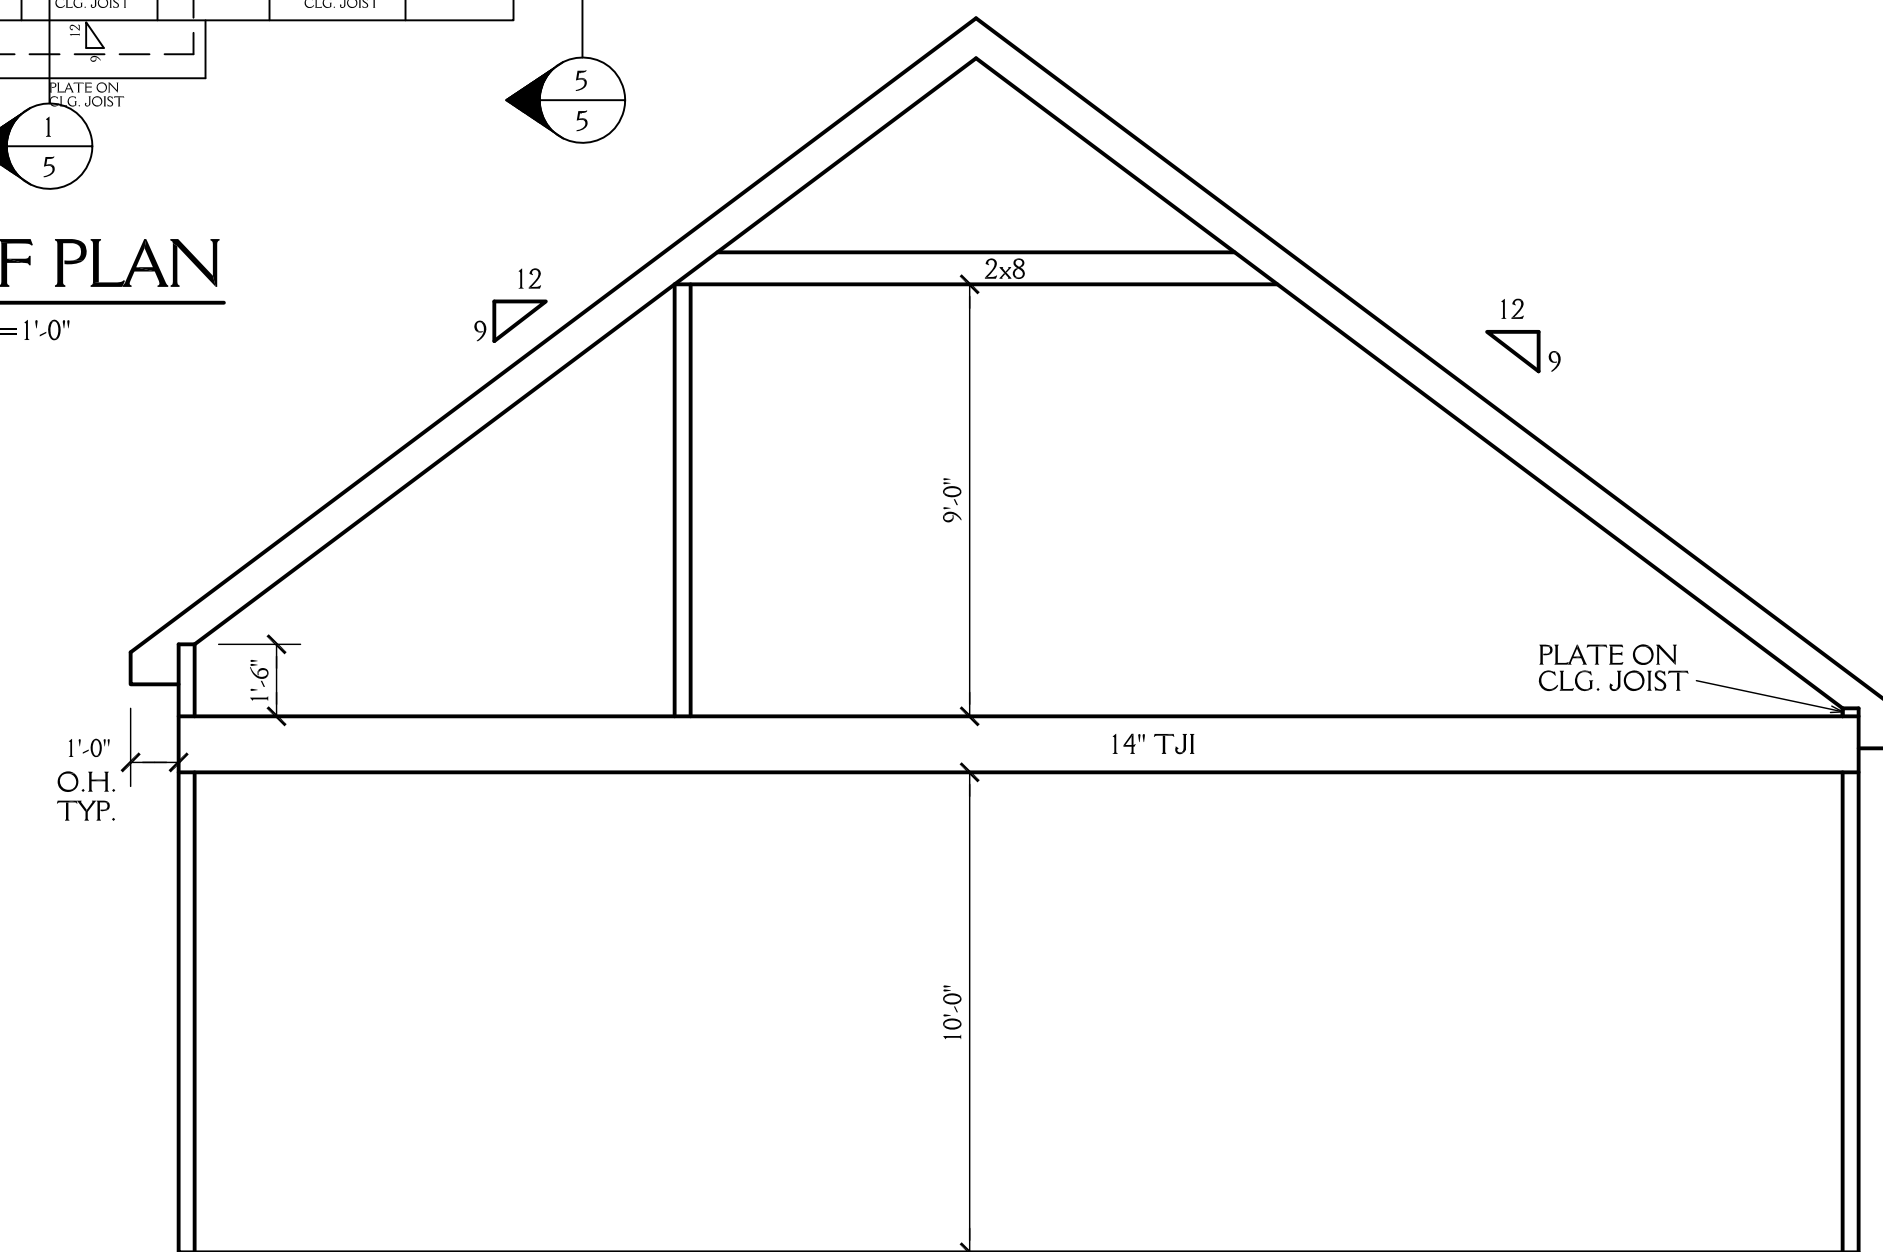 CLG. JOIST
CLG. JOIST
12
9
PLATE ON
CLG. JOIST
1
5
5
5
F PLAN
=1'-0"
12
9
2x8
12
9
9'-0"
1'-6"
PLATE ON
CLG. JOIST
14" TJI
1'-0"
O.H.
TYP.
10'-0"